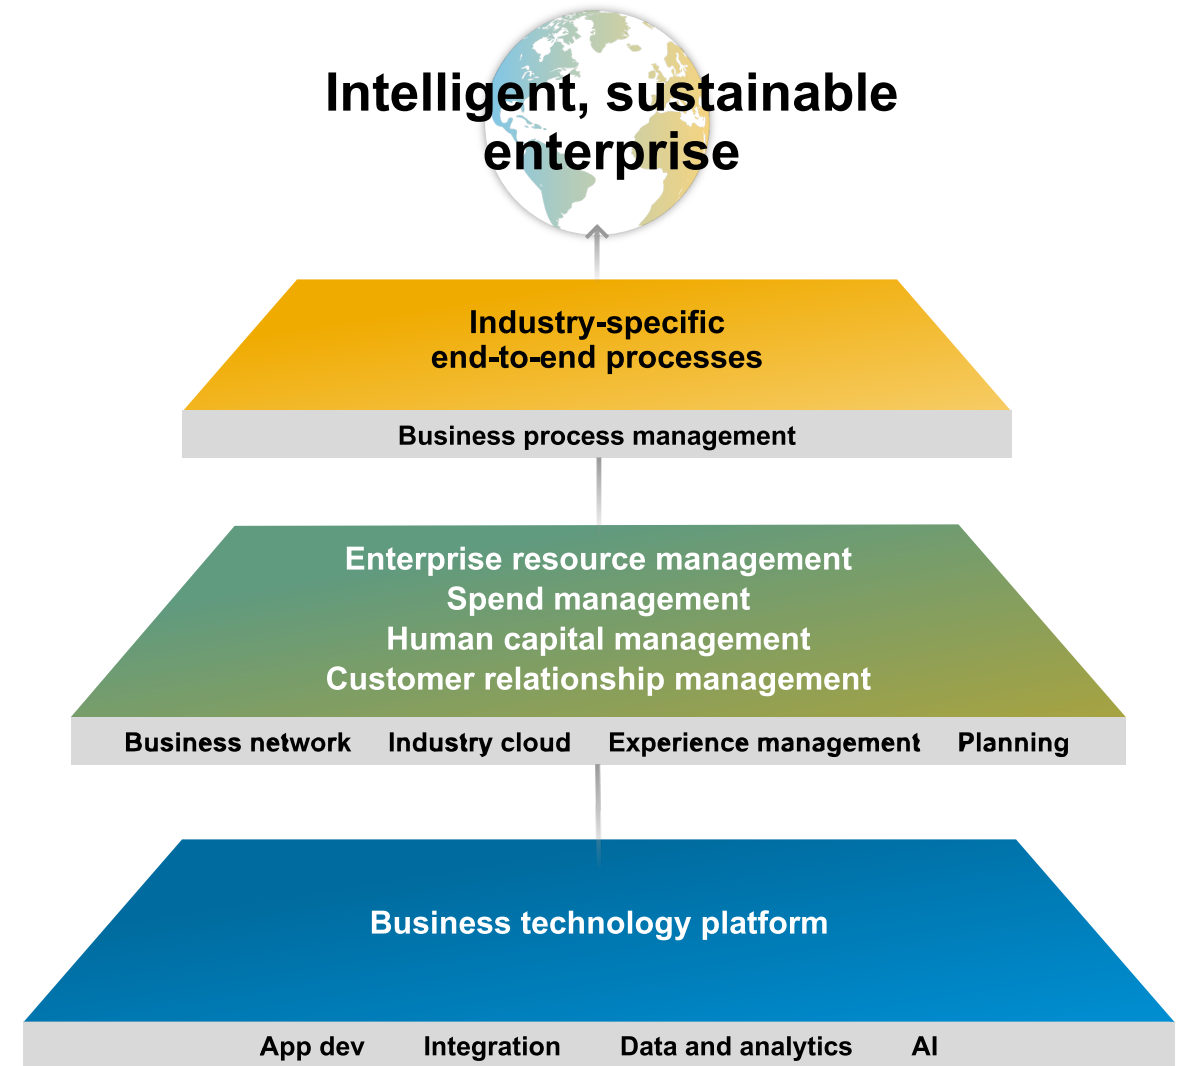 Intelligent, sustainable
enterprise
Industry-specific
end-to-end processes
Business process management
Enterprise resource management
Spend management
Human capital management
Customer relationship management
Business network Industry cloud Experience management Planning
Business technology platform
App dev Integration Data and analytics AI